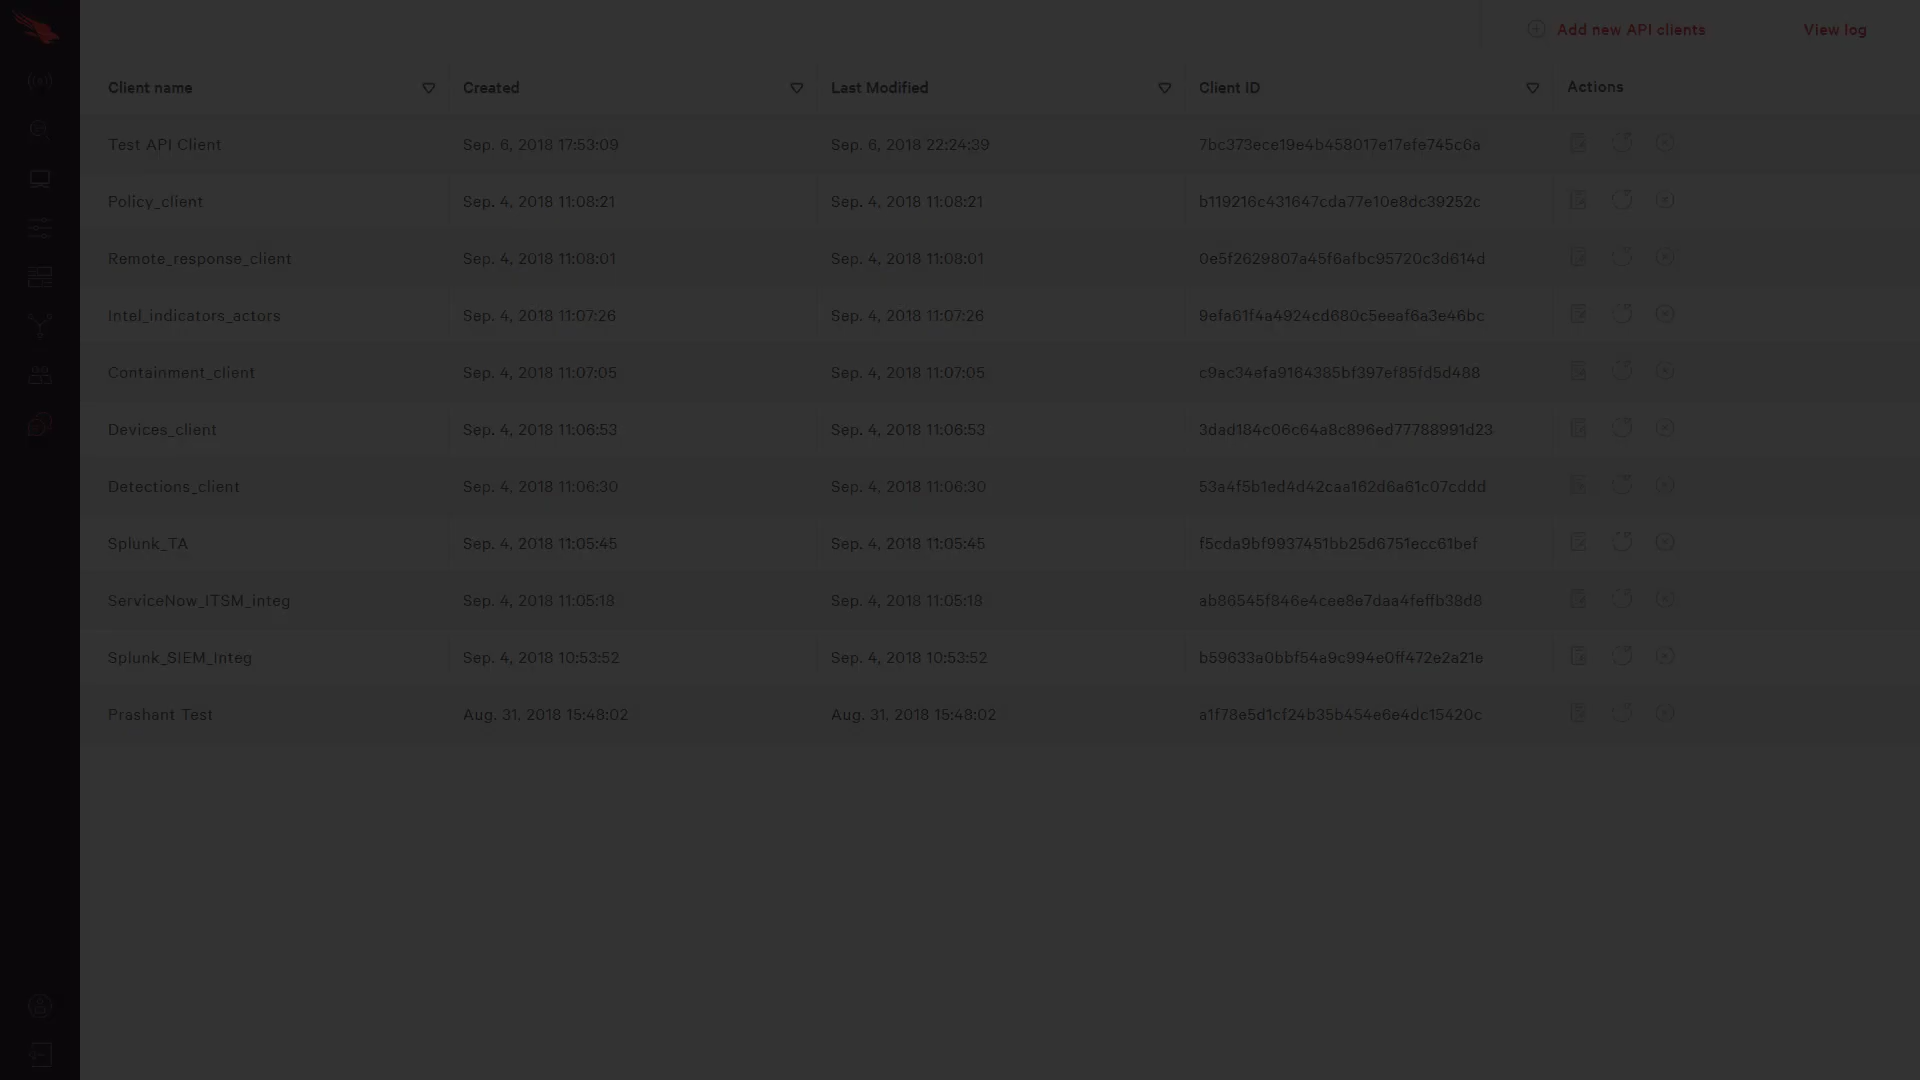 Add new API clients View log
Client name Created Last Modified Client ID Actions
Test API Client Sep. 6, 2018 17:53:09 Sep. 6, 2018 22:24:39 7bc373ece19e4b458017e17efe745c6a
Policy_client Sep. 4, 2018 11:08:21 Sep. 4, 2018 11:08:21 b119216c431647cda77e10e8dc39252c
Remote_response_client Sep. 4, 2018 11:08:01 Sep. 4, 2018 11:08:01 0e5f2629807a45f6afbc95720c3d614d
Intel_indicators_actors Sep. 4, 2018 11:07:26 Sep. 4, 2018 11:07:26 9efa61f4a4924cd680c5eeaf6a3e46bc
Containment_client Sep. 4, 2018 11:07:05 Sep. 4, 2018 11:07:05 c9ac34efa9164385bf397ef85fd5d488
Devices_client Sep. 4, 2018 11:06:53 Sep. 4, 2018 11:06:53 3dad184c06c64a8c896ed77788991d23
Detections_client Sep. 4, 2018 11:06:30 Sep. 4, 2018 11:06:30 53a4f5b1ed4d42caa162d6a61c07cddd
Splunk_TA Sep. 4, 2018 11:05:45 Sep. 4, 2018 11:05:45 f5cda9bf9937451bb25d6751ecc61bef
ServiceNow_ITSM_integ Sep. 4, 2018 11:05:18 Sep. 4, 2018 11:05:18 ab86545f846e4cee8e7daa4feffb38d8
Splunk_SIEM_Integ Sep. 4, 2018 10:53:52 Sep. 4, 2018 10:53:52 b59633a0bbf54a9c994e0ff472e2a21e
Prashant Test Aug. 31, 2018 15:48:02 Aug. 31, 2018 15:48:02 a1f78e5d1cf24b35b454e6e4dc15420c